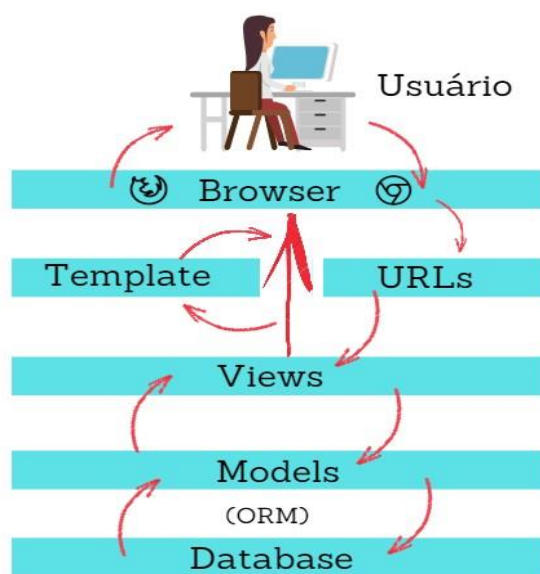 Usuário
Browser
Template
URLs
Views
Models
(ORM)
Database